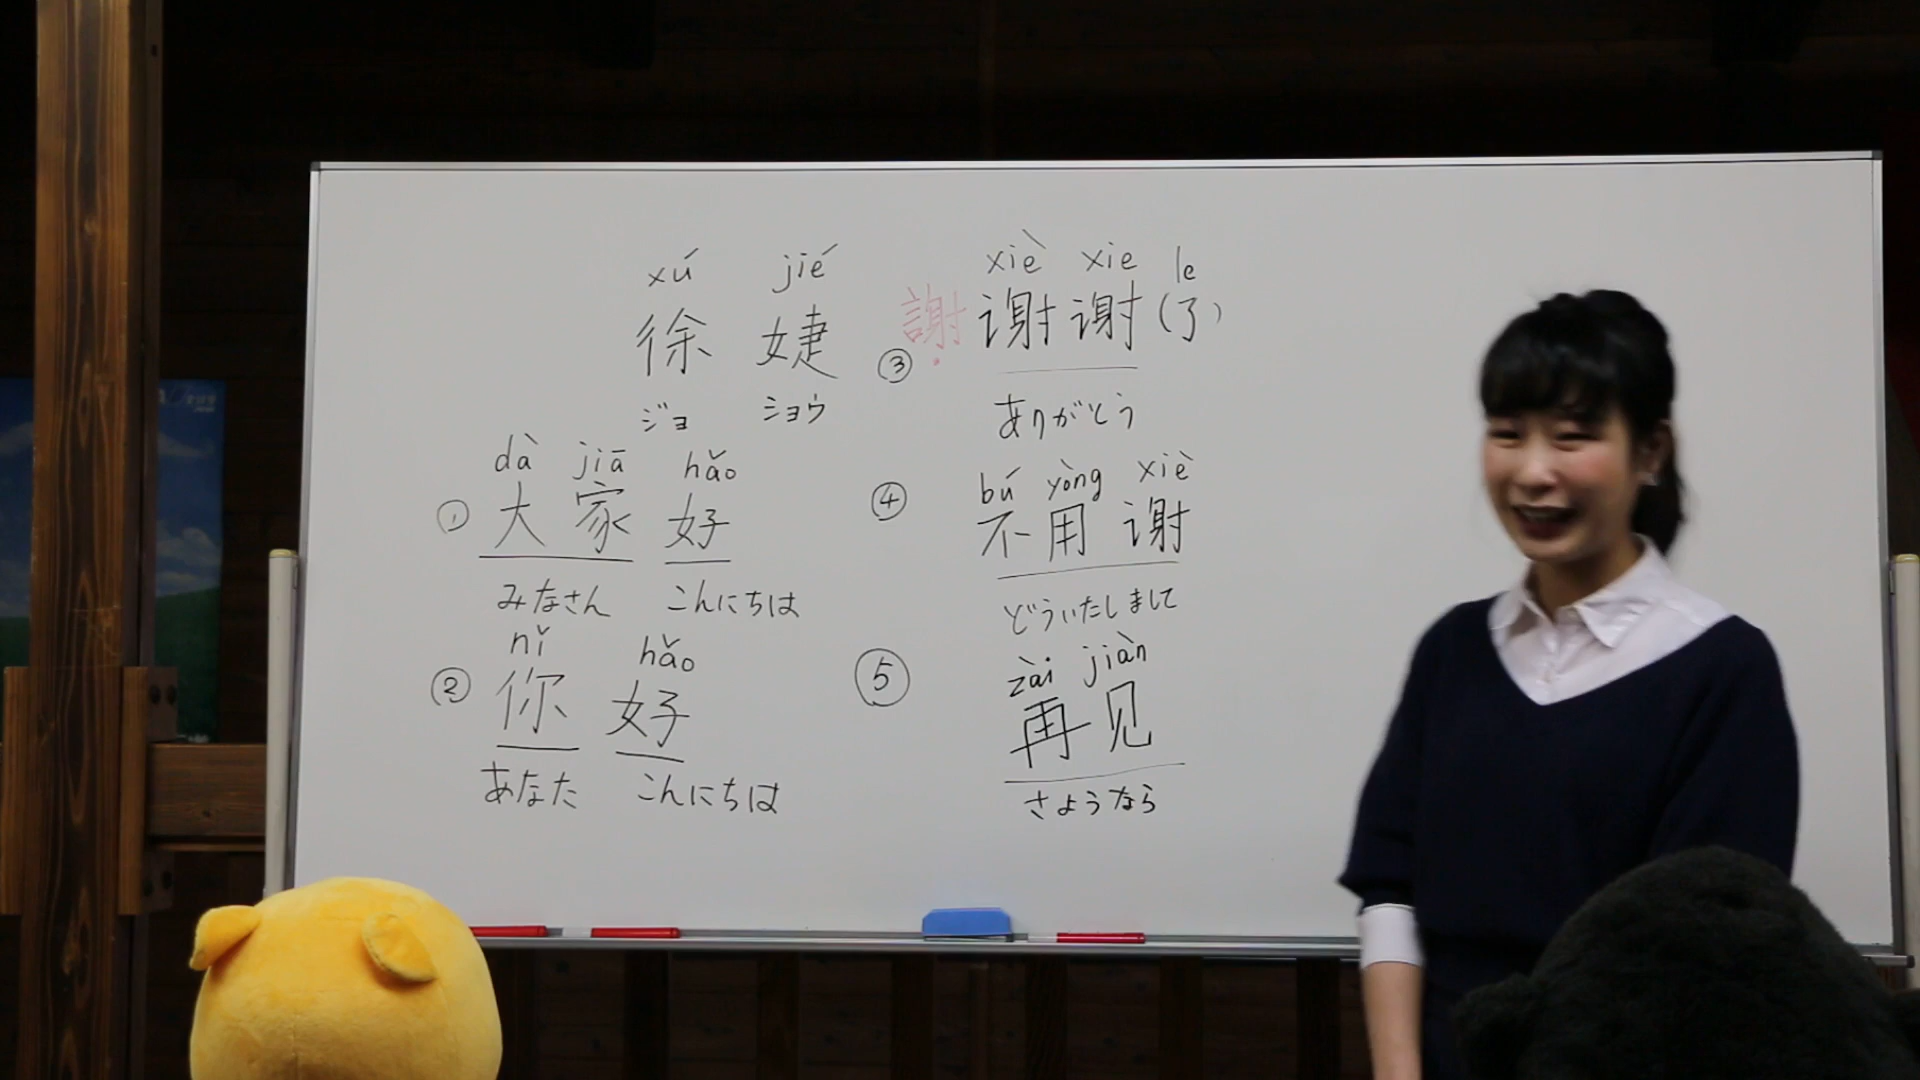 xú jié
徐 婕
ジョ ショウ
dà jiā hǎo
① 大 家 好
みなさん こんにちは
nǐ hǎo
② 你 好
あなた こんにちは
xiè xie le
③ 謝 谢谢(了)
ありがとう
bú yòng xiè
④ 不 用 谢
どういたしまして
zài jiàn
⑤ 再 见
さようなら